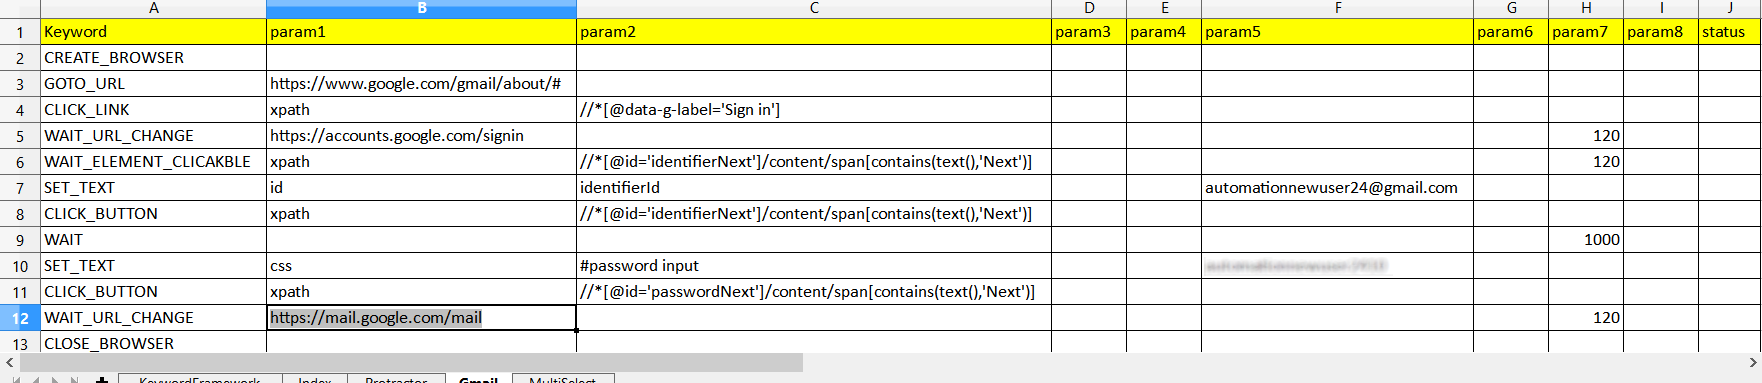 A B C D E F G H I J
1 Keyword param1 param2 param3 param4 param5 param6 param7 param8 status
2 CREATE_BROWSER
3 GOTO_URL https://www.google.com/gmail/about/#
4 CLICK_LINK xpath //*[@data-g-label='Sign in']
5 WAIT_URL_CHANGE https://accounts.google.com/signin 120
6 WAIT_ELEMENT_CLICAKBLE xpath //*[@id='identifierNext']/content/span[contains(text(),'Next')] 120
7 SET_TEXT id identifierId automationnewuser24@gmail.com
8 CLICK_BUTTON xpath //*[@id='identifierNext']/content/span[contains(text(),'Next')]
9 WAIT 1000
10 SET_TEXT css #password input
11 CLICK_BUTTON xpath //*[@id='passwordNext']/content/span[contains(text(),'Next')]
12 WAIT_URL_CHANGE https://mail.google.com/mail 120
13 CLOSE_BROWSER
KeywordFramework Index Protractor Gmail MultiSelect